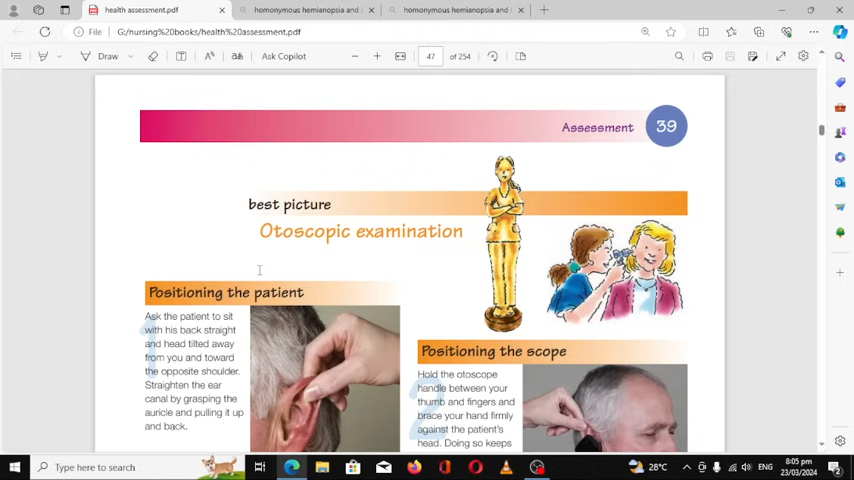 health assessment.pdf
homonymous hemianopsia and
homonymous hemianopsia and
File
G:/nursing%20books/health%20assessment.pdf
Draw
Ask Copilot
47
of 254
Assessment
39
best picture
Otoscopic examination
Positioning the patient
1
Ask the patient to sit
with his back straight
and head tilted away
from you and toward
the opposite shoulder.
Straighten the ear
canal by grasping the
auricle and pulling it up
and back.
Positioning the scope
2
Hold the otoscope
handle between your
thumb and fingers and
brace your hand firmly
against the patient's
head. Doing so keeps
Type here to search
28°C
ENG
8:05 pm
23/03/2024
2